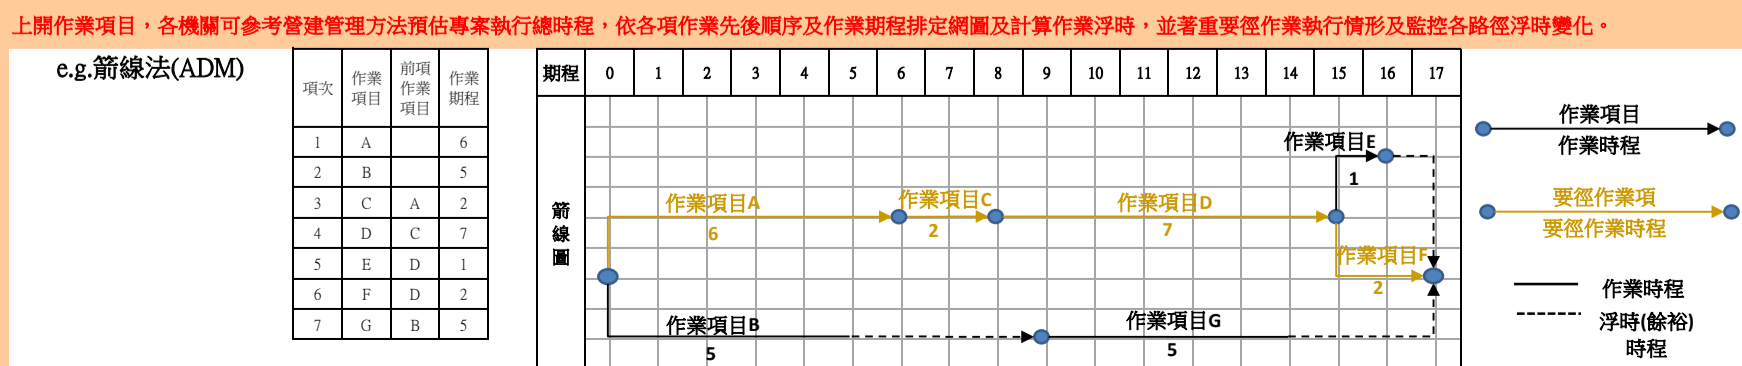 上開作業項目，各機關可參考營建管理方法預估專案執行總時程，依各項作業先後順序及作業期程排定網圖及計算作業浮時，並著重要徑作業執行情形及監控各路徑浮時變化。
e.g.箭線法(ADM)
項次 作業項目 前項作業項目 作業期程
1 A 6
2 B 5
3 C A 2
4 D C 7
5 E D 1
6 F D 2
7 G B 5
期程 0 1 2 3 4 5 6 7 8 9 10 11 12 13 14 15 16 17
箭線圖
作業項目E
1
作業項目A
6
作業項目C
2
作業項目D
7
作業項目F
2
作業項目B
5
作業項目G
5
作業項目
作業時程
要徑作業項
要徑作業時程
作業時程
浮時(餘裕)
時程